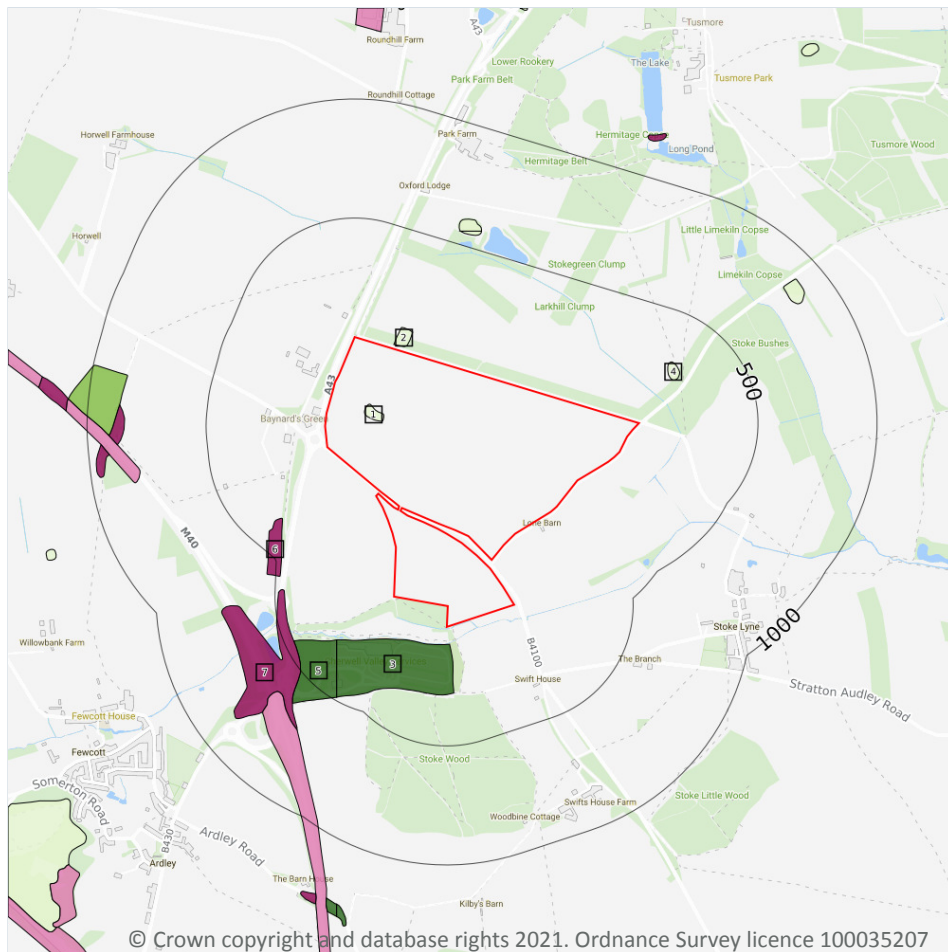 Roundhill Farm
A43
Tusmore
Lower Rookery
The Lake
Park Farm Belt
Tusmore Park
Roundhill Cottage
Horwell Farmhouse
Park Farm
Long Pond
Hermitage Belt
Tusmore Wood
Oxford Lodge
Horwell
Little Limekiln Copse
Stokegreen Clump
Limekiln Copse
Larkhill Clump
2
Stoke Bushes
4
500
A43
1
Baynard's Green
Lone Barn
M40
6
Stoke Lyne
1000
Willowbank Farm
B4100
The Branch
3
5
7
Swift House
Stratton Audley Road
Fewcott House
Fewcott
Stoke Wood
Somerton Road
Stoke Little Wood
Swifts House Farm
Woodbine Cottage
B430
Ardley Road
Ardley
The Barn House
Kilby's Barn
© Crown copyright and database rights 2021. Ordnance Survey licence 100035207